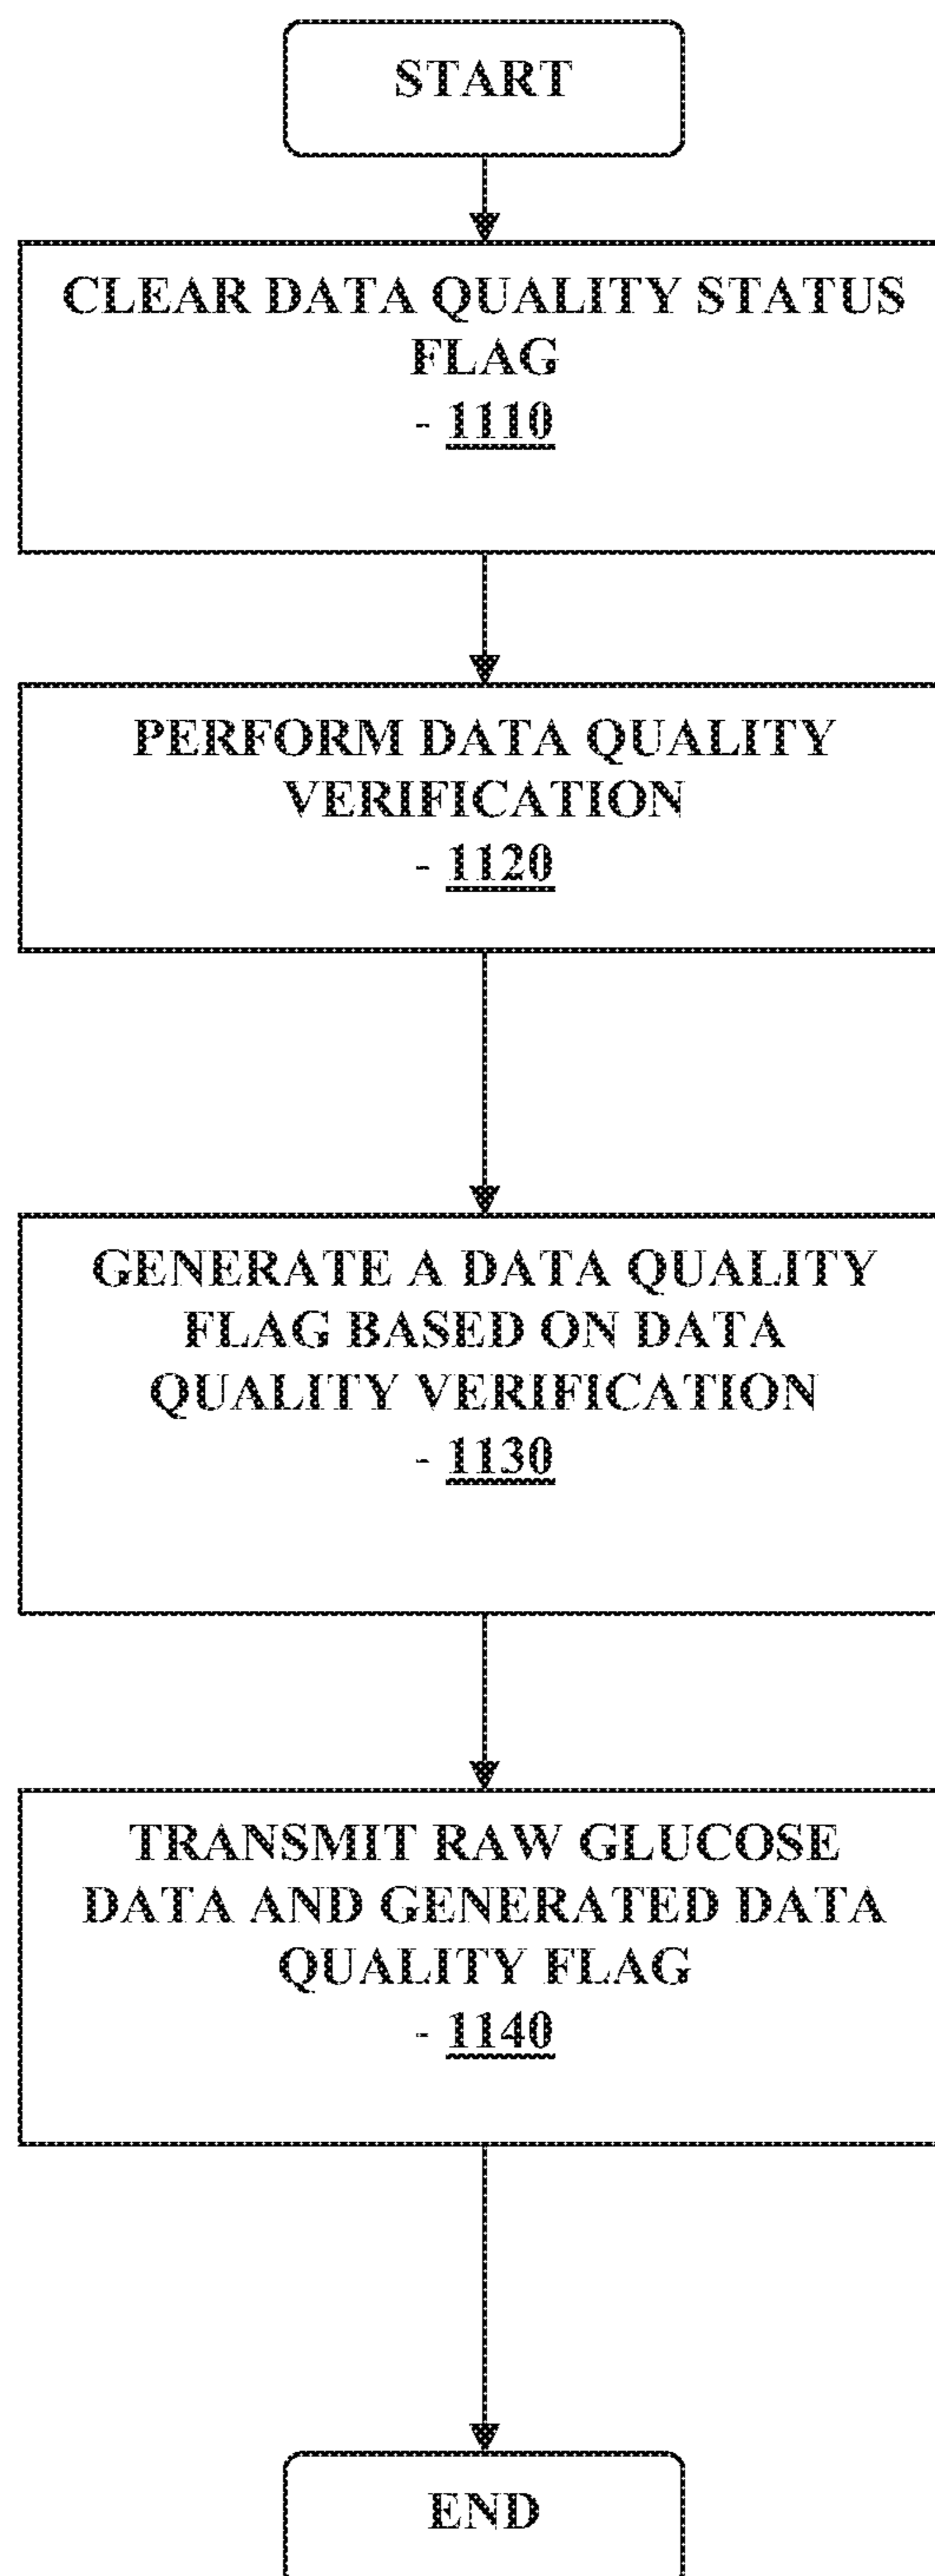 START
CLEAR DATA QUALITY STATUS
FLAG
- 1110
PERFORM DATA QUALITY
VERIFICATION
- 1120
GENERATE A DATA QUALITY
FLAG BASED ON DATA
QUALITY VERIFICATION
- 1130
TRANSMIT RAW GLUCOSE
DATA AND GENERATED DATA
QUALITY FLAG
- 1140
END